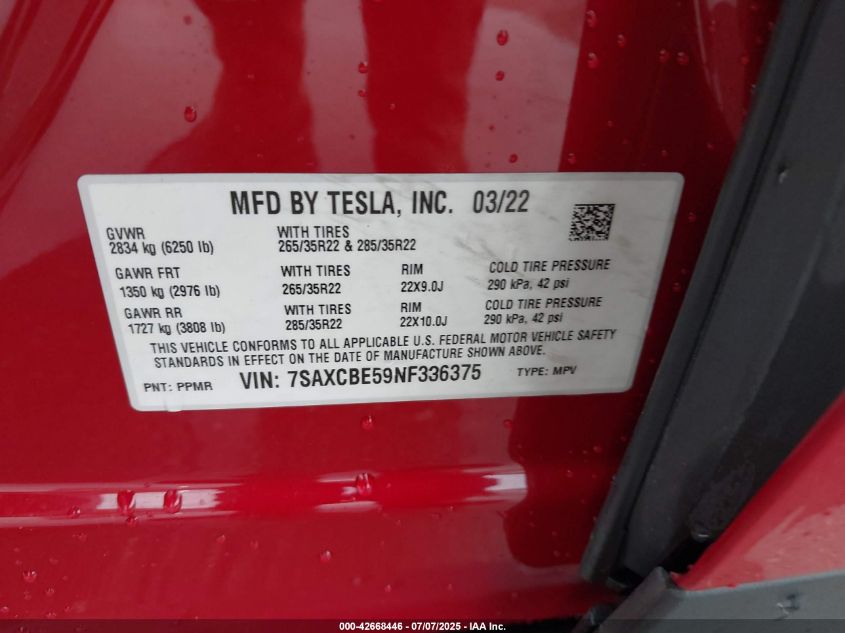 MFD BY TESLA, INC. 03/22
GVWR WITH TIRES
2834 kg (6250 lb) 265/35R22 & 285/35R22
GAWR FRT WITH TIRES RIM COLD TIRE PRESSURE
1350 kg (2976 lb) 265/35R22 22X9.0J 290 kPa, 42 psi
GAWR RR WITH TIRES RIM COLD TIRE PRESSURE
1727 kg (3808 lb) 285/35R22 22X10.0J 290 kPa, 42 psi
THIS VEHICLE CONFORMS TO ALL APPLICABLE U.S. FEDERAL MOTOR VEHICLE SAFETY
STANDARDS IN EFFECT ON THE DATE OF MANUFACTURE SHOWN ABOVE.
PNT: PPMR VIN: 7SAXCBE59NF336375 TYPE: MPV
000-42668446 - 07/07/2025 - IAA Inc.